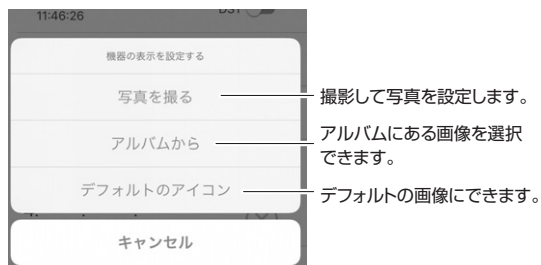 11:46:26
DST
機器の表示を設定する
写真を撮る
撮影して写真を設定します。
アルバムから
アルバムにある画像を選択
できます。
デフォルトのアイコン
デフォルトの画像にできます。
キャンセル